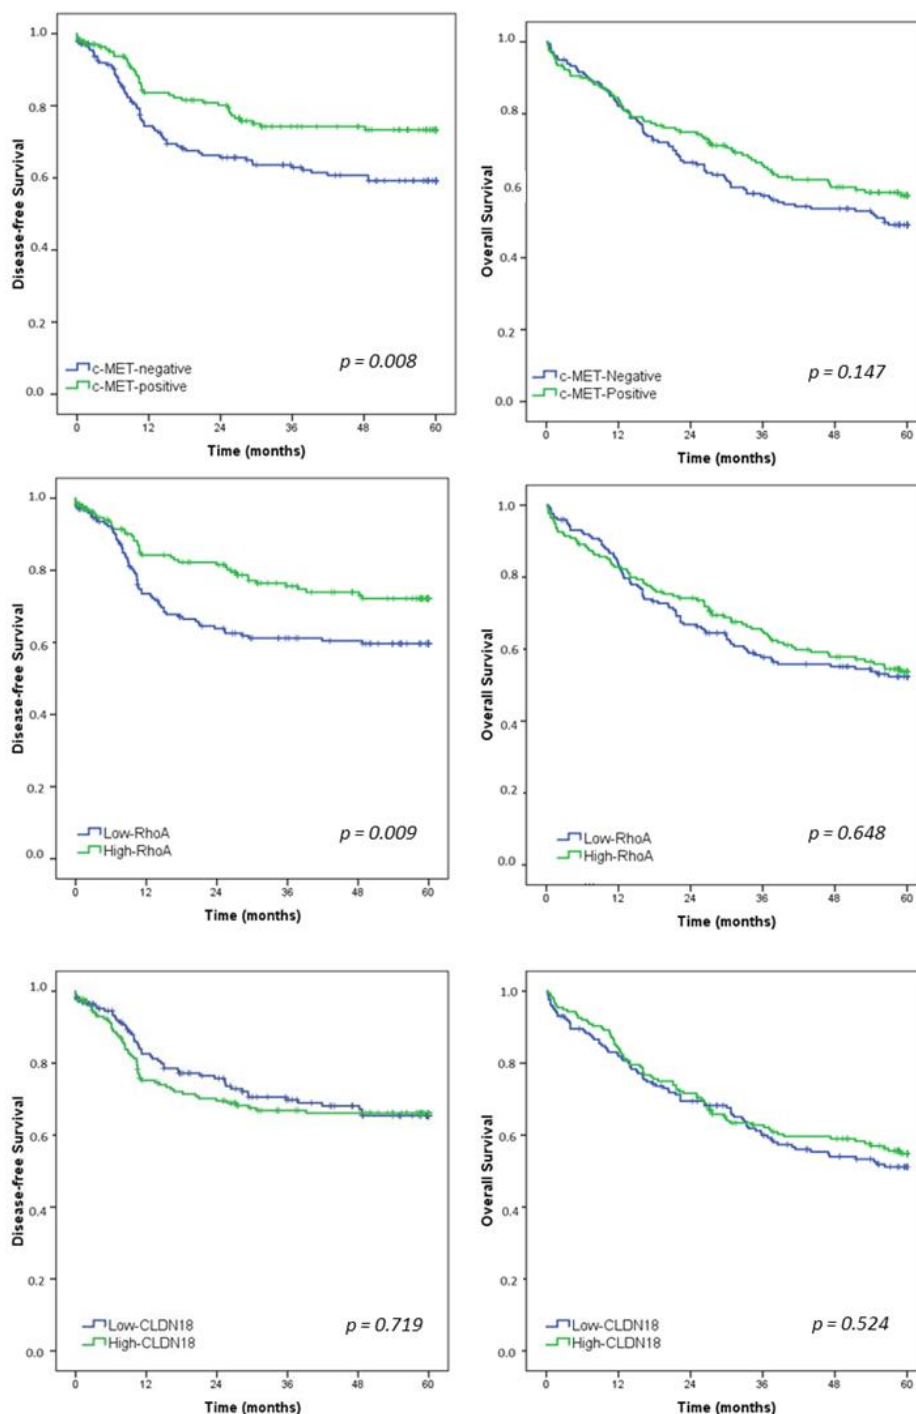 1.0
0.8
0.6
0.4
0.2
0.0
Disease-free Survival
c-MET-negative
c-MET-positive
p = 0.008
0 12 24 36 48 60
Time (months)
1.0
0.8
0.6
0.4
0.2
0.0
Overall Survival
c-MET-Negative
c-MET-Positive
p = 0.147
0 12 24 36 48 60
Time (months)
1.0
0.8
0.6
0.4
0.2
0.0
Disease-free Survival
Low-RhoA
High-RhoA
p = 0.009
0 12 24 36 48 60
Time (months)
1.0
0.8
0.6
0.4
0.2
0.0
Overall Survival
Low-RhoA
High-RhoA
...
p = 0.648
0 12 24 36 48 60
Time (months)
1.0
0.8
0.6
0.4
0.2
0.0
Disease-free Survival
Low-CLDN18
High-CLDN18
p = 0.719
0 12 24 36 48 60
Time (months)
1.0
0.8
0.6
0.4
0.2
0.0
Overall Survival
Low-CLDN18
High-CLDN18
p = 0.524
0 12 24 36 48 60
Time (months)